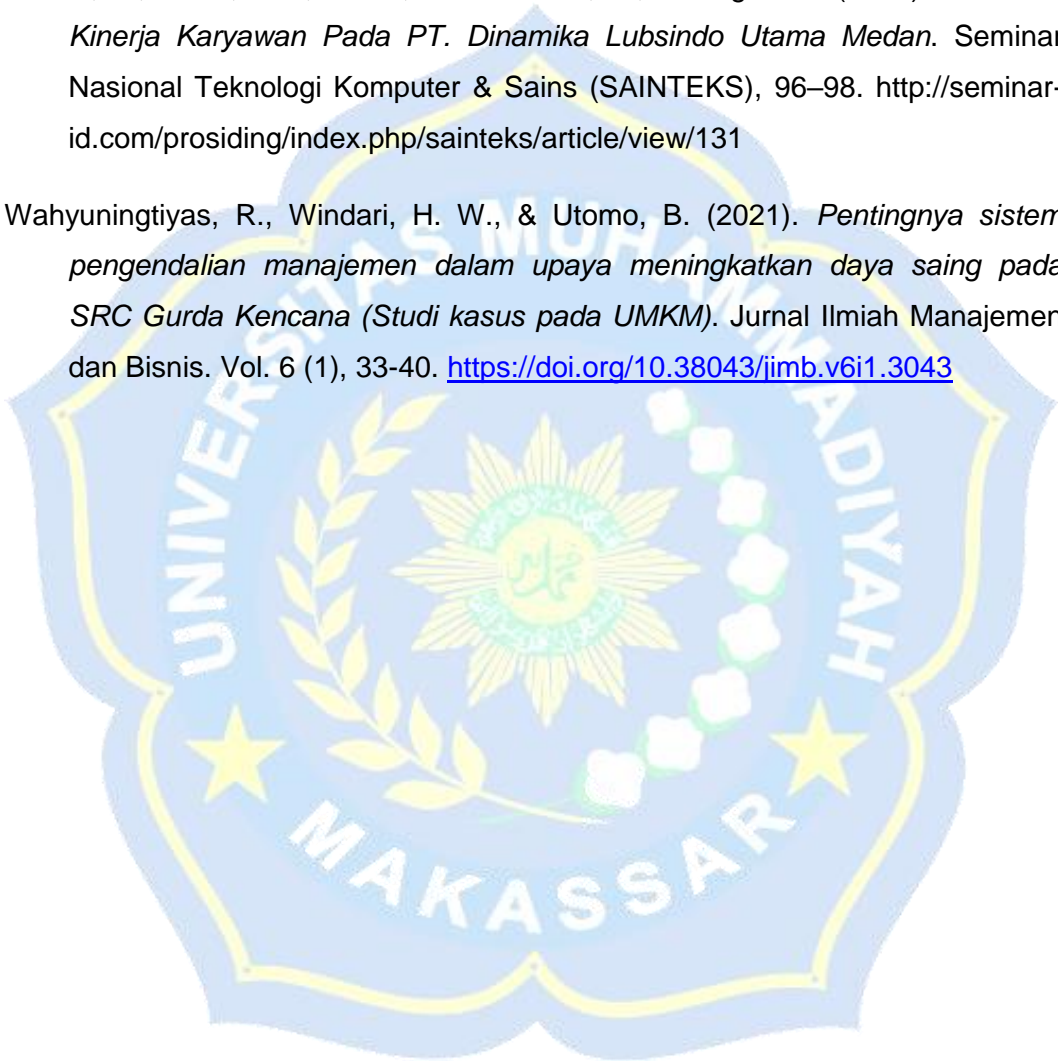 Kinerja Karyawan Pada PT. Dinamika Lubsindo Utama Medan. Seminar
Nasional Teknologi Komputer & Sains (SAINTEKS), 96–98. http://seminar-
id.com/prosiding/index.php/sainteks/article/view/131
Wahyuningtiyas, R., Windari, H. W., & Utomo, B. (2021). Pentingnya sistem
pengendalian manajemen dalam upaya meningkatkan daya saing pada
SRC Gurda Kencana (Studi kasus pada UMKM). Jurnal Ilmiah Manajemen
dan Bisnis. Vol. 6 (1), 33-40. https://doi.org/10.38043/jimb.v6i1.3043
UNIVERSITAS MUHAMMADIYAH
MAKASSAR